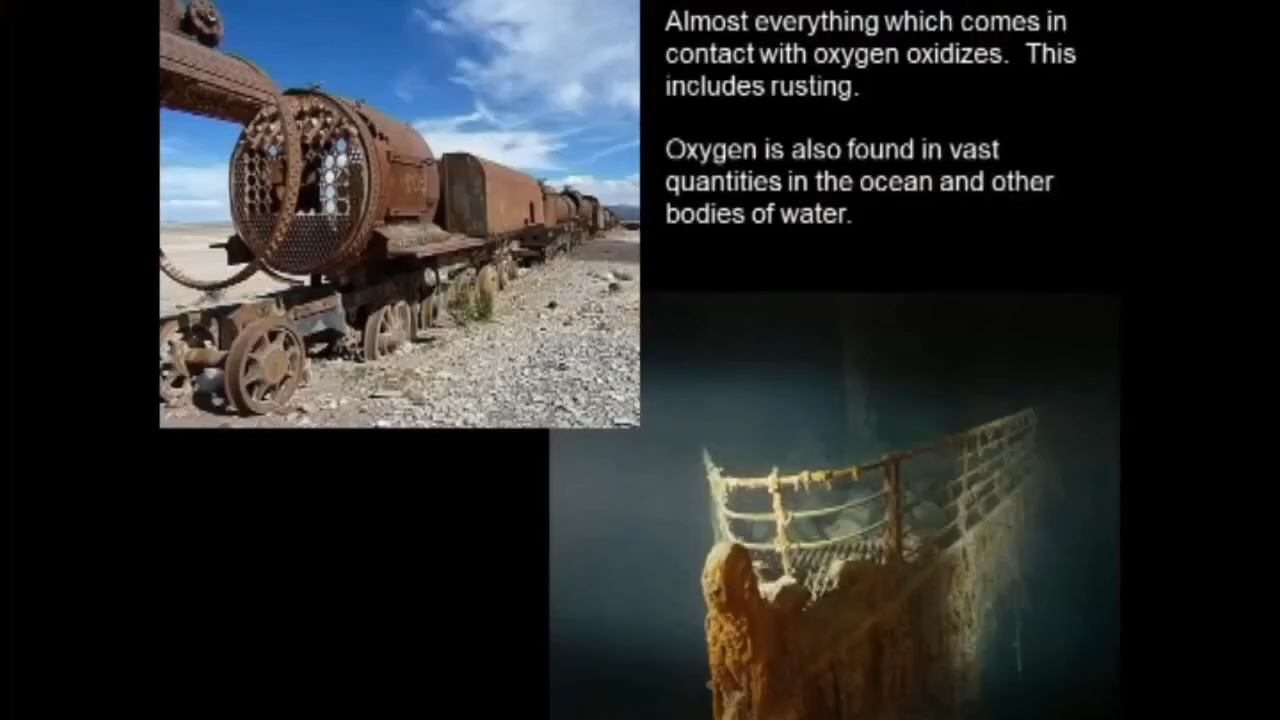 Almost everything which comes in
contact with oxygen oxidizes.  This
includes rusting.
Oxygen is also found in vast
quantities in the ocean and other
bodies of water.